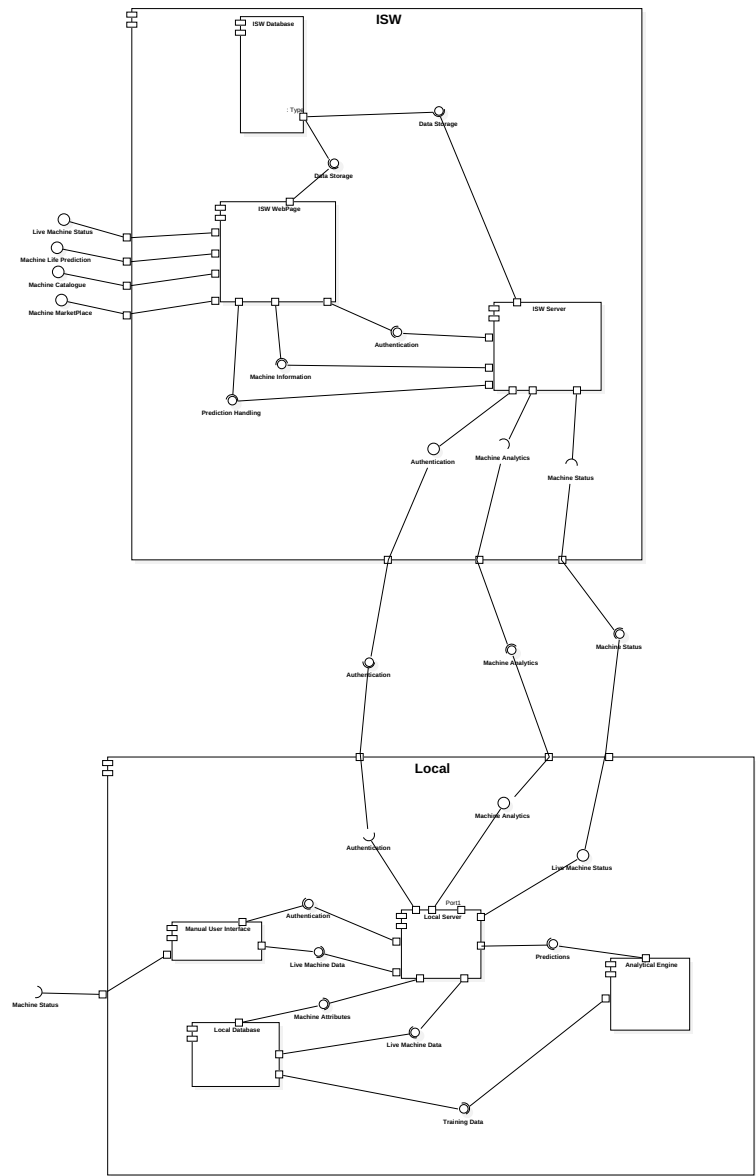 ISW
ISW Database
: Type
Data Storage
Data Storage
ISW WebPage
Live Machine Status
Machine Life Prediction
Machine Catalogue
Machine MarketPlace
ISW Server
Authentication
Machine Information
Prediction Handling
Authentication
Machine Analytics
Machine Status
Machine Status
Machine Analytics
Authentication
Local
Machine Analytics
Authentication
Live Machine Status
Port1
Local Server
Authentication
Manual User Interface
Live Machine Data
Predictions
Analytical Engine
Machine Status
Machine Attributes
Local Database
Live Machine Data
Training Data